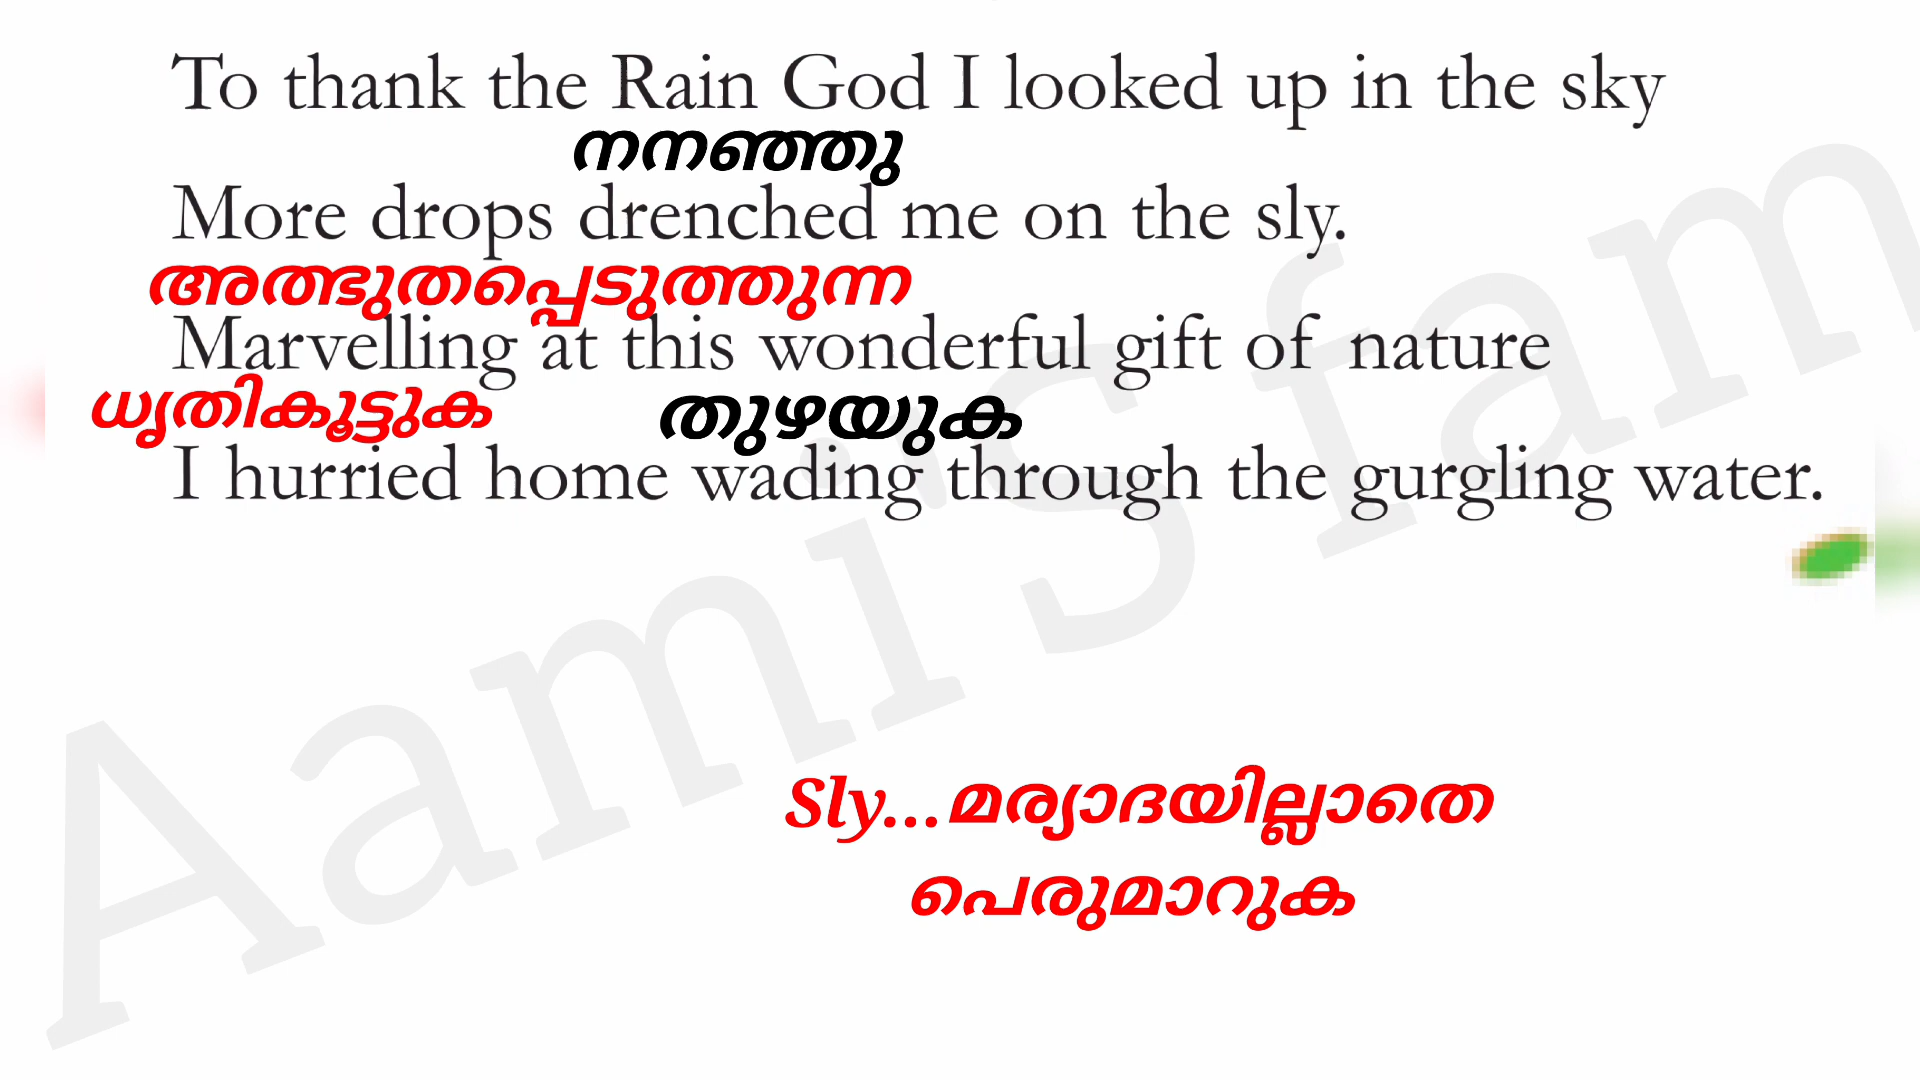 To thank the Rain God I looked up in the sky
നനഞ്ഞു
More drops drenched me on the sly.
അത്ഭുതപ്പെടുത്തുന്ന
Marvelling at this wonderful gift of nature
ധൃതികൂട്ടുക തുഴയുക
I hurried home wading through the gurgling water.
Aami'S fam
Sly...മര്യാദയില്ലാതെ
പെരുമാറുക